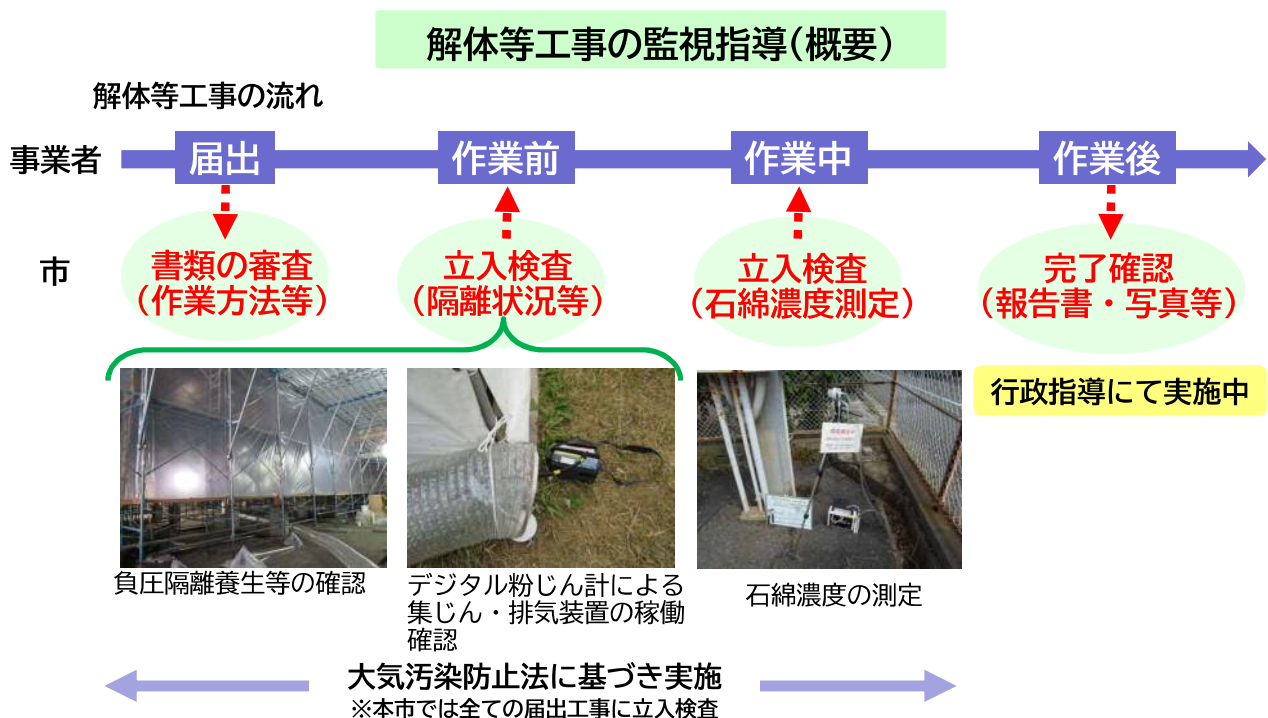 解体等工事の監視指導（概要）
解体等工事の流れ
事業者
届出
作業前
作業中
作業後
市
書類の審査
（作業方法等）
立入検査
（隔離状況等）
立入検査
（石綿濃度測定）
完了確認
（報告書・写真等）
行政指導にて実施中
負圧隔離養生等の確認
デジタル粉じん計による
集じん・排気装置の稼働
確認
石綿濃度の測定
大気汚染防止法に基づき実施
※本市では全ての届出工事に立入検査